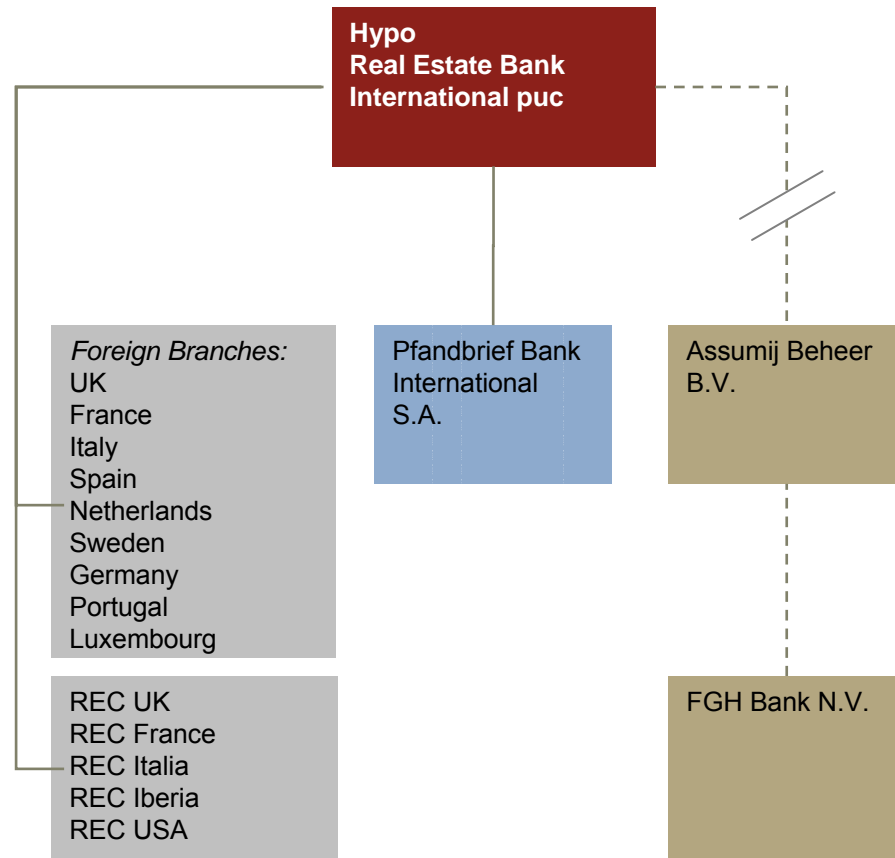 Hypo
Real Estate Bank
International puc
Foreign Branches:
UK
France
Italy
Spain
Netherlands
Sweden
Germany
Portugal
Luxembourg
Pfandbrief Bank
International
S.A.
Assumij Beheer
B.V.
REC UK
REC France
REC Italia
REC Iberia
REC USA
FGH Bank N.V.